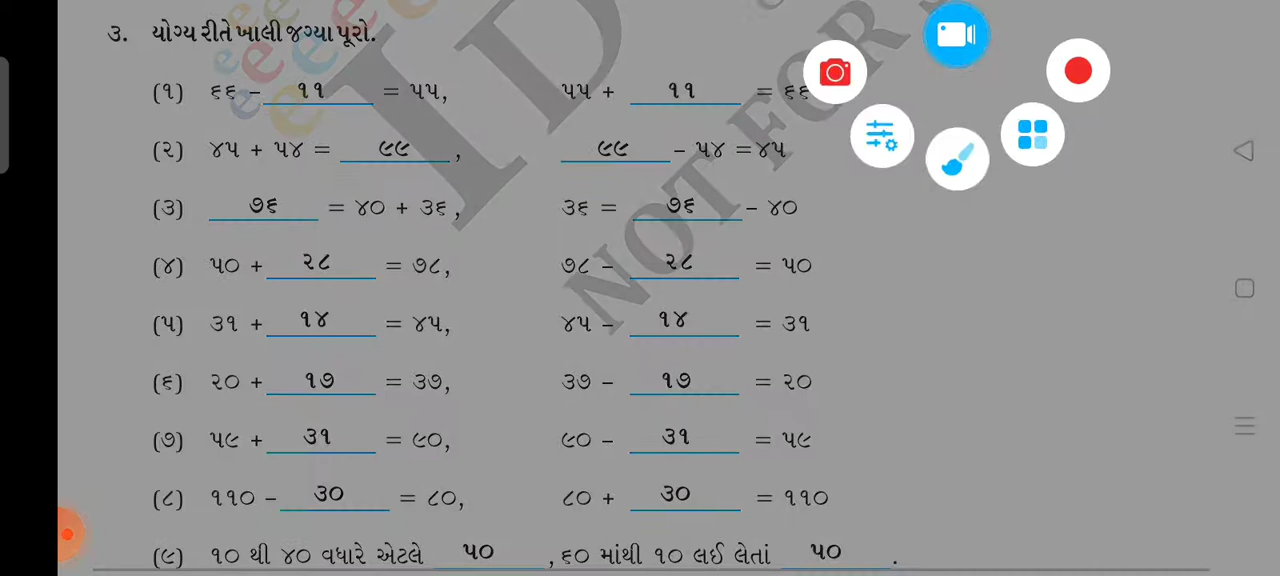 ૩. યોગ્ય રીતે ખાલી જગ્યા પૂરો.
(૧) ૬૬ – ૧૧ = ૫૫, ૫૫ + ૧૧ = ૬૬
(૨) ૪૫ + ૫૪ = ૯૯, ૯૯ – ૫૪ = ૪૫
(૩) ૭૬ = ૪૦ + ૩૬, ૩૬ = ૭૬ – ૪૦
(૪) ૫૦ + ૨૮ = ૭૮, ૭૮ – ૨૮ = ૫૦
(૫) ૩૧ + ૧૪ = ૪૫, ૪૫ – ૧૪ = ૩૧
(૬) ૨૦ + ૧૭ = ૩૭, ૩૭ – ૧૭ = ૨૦
(૭) ૫૯ + ૩૧ = ૯૦, ૯૦ – ૩૧ = ૫૯
(૮) ૧૧૦ – ૩૦ = ૮૦, ૮૦ + ૩૦ = ૧૧૦
(૯) ૧૦ થી ૪૦ વધારે એટલે ૫૦, ૬૦ માંથી ૧૦ લઈ લેતાં ૫૦.
NOT FOR